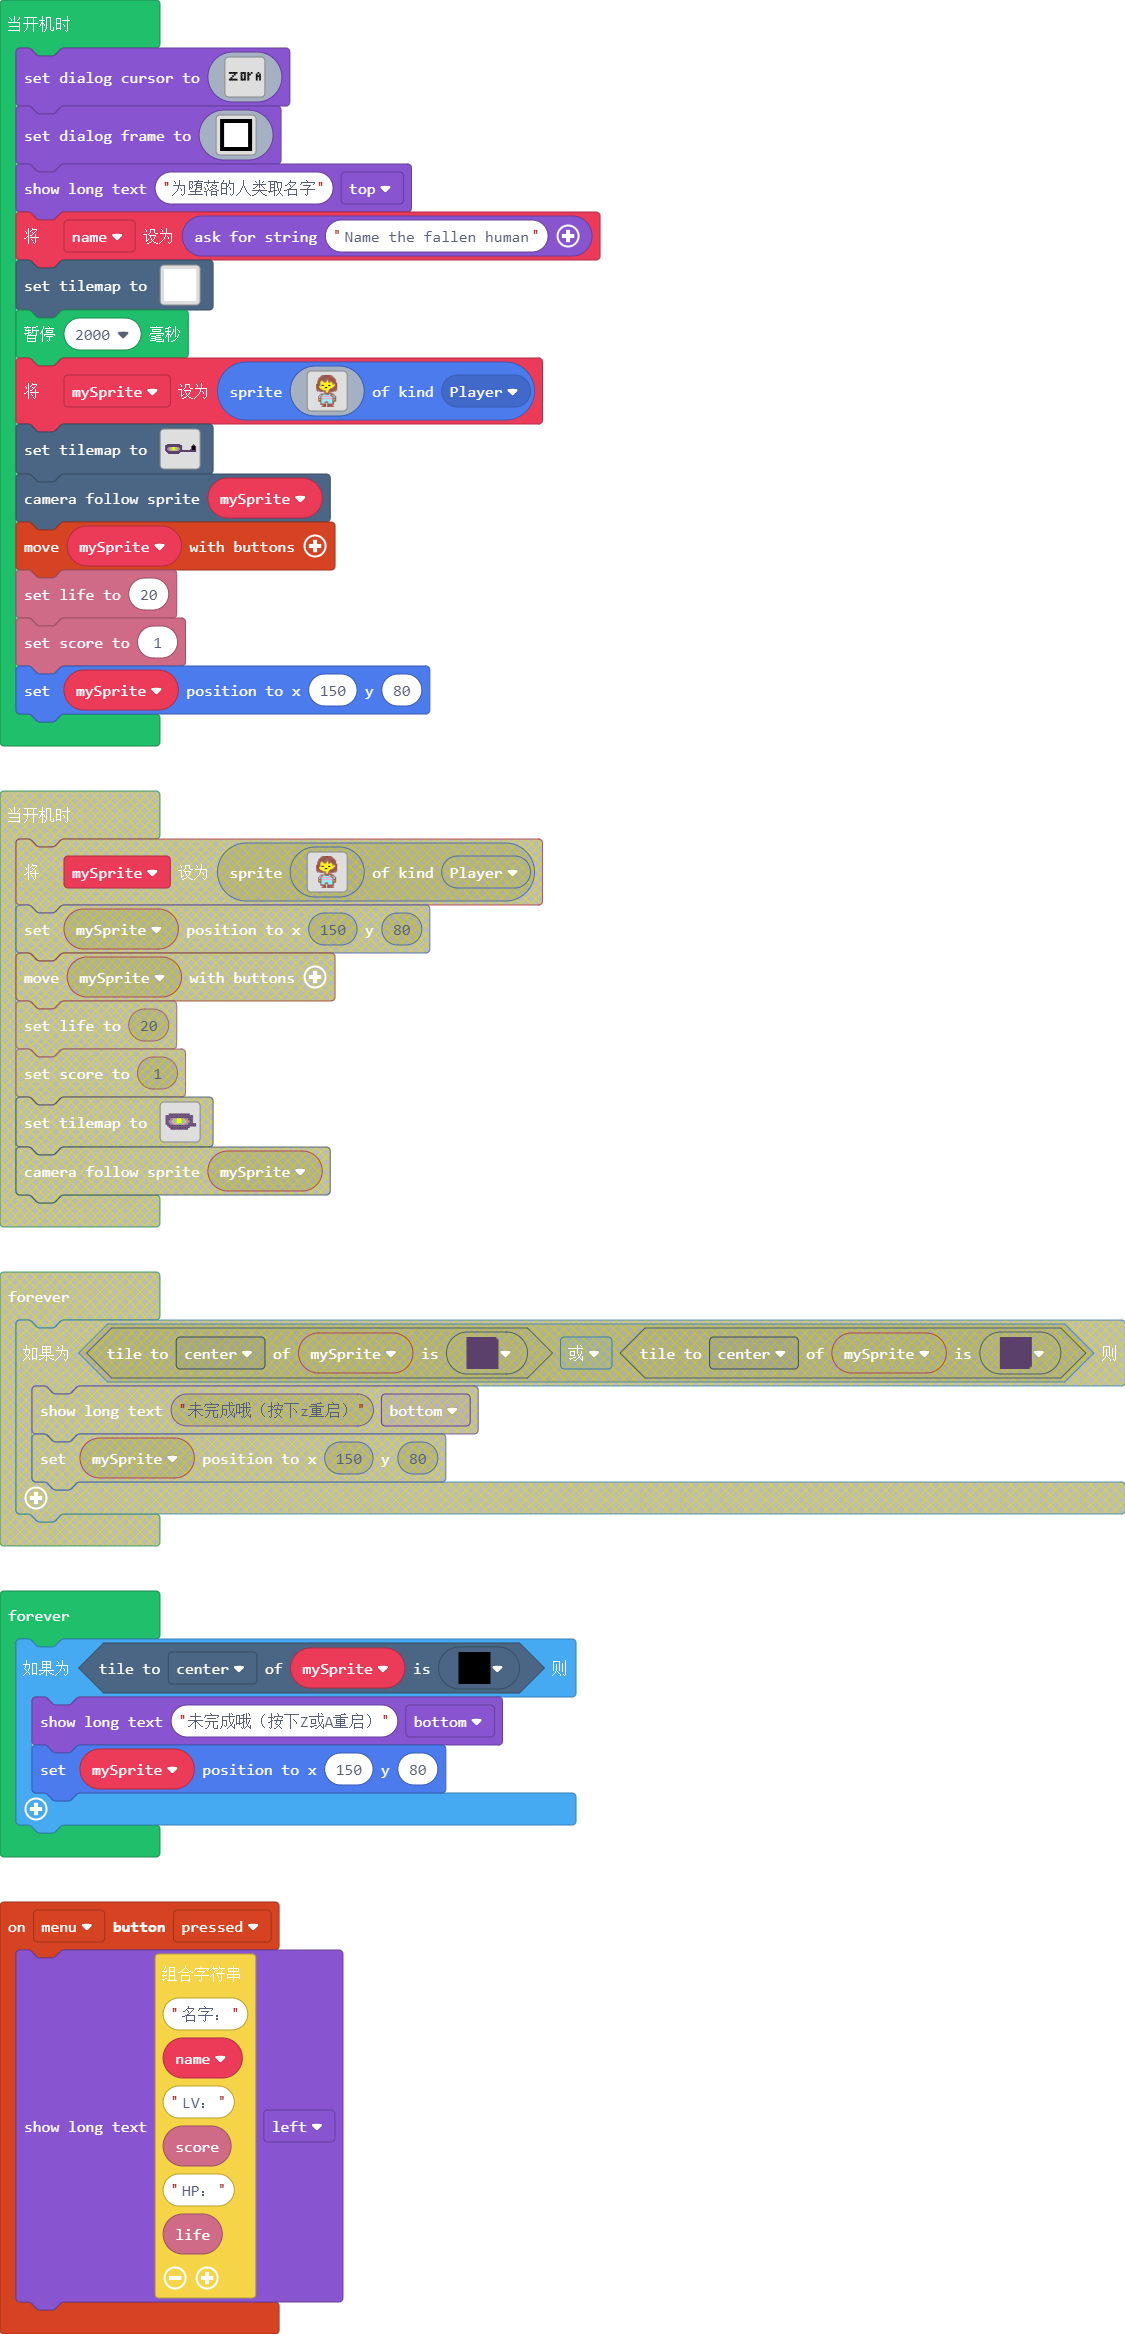 当开机时
set dialog cursor to ZorA
set dialog frame to
show long text "为堕落的人类取名字" top
将 name 设为 ask for string "Name the fallen human"
set tilemap to
暂停 2000 毫秒
将 mySprite 设为 sprite of kind Player
set tilemap to
camera follow sprite mySprite
move mySprite with buttons
set life to 20
set score to 1
set mySprite position to x 150 y 80
当开机时
将 mySprite 设为 sprite of kind Player
set mySprite position to x 150 y 80
move mySprite with buttons
set life to 20
set score to 1
set tilemap to
camera follow sprite mySprite
forever
如果为 tile to center of mySprite is 或 tile to center of mySprite is 则
show long text "未完成哦（按下z重启）" bottom
set mySprite position to x 150 y 80
forever
如果为 tile to center of mySprite is 则
show long text "未完成哦（按下Z或A重启）" bottom
set mySprite position to x 150 y 80
on menu button pressed
组合字符串
"名字："
name
"LV："
show long text left
score
"HP："
life